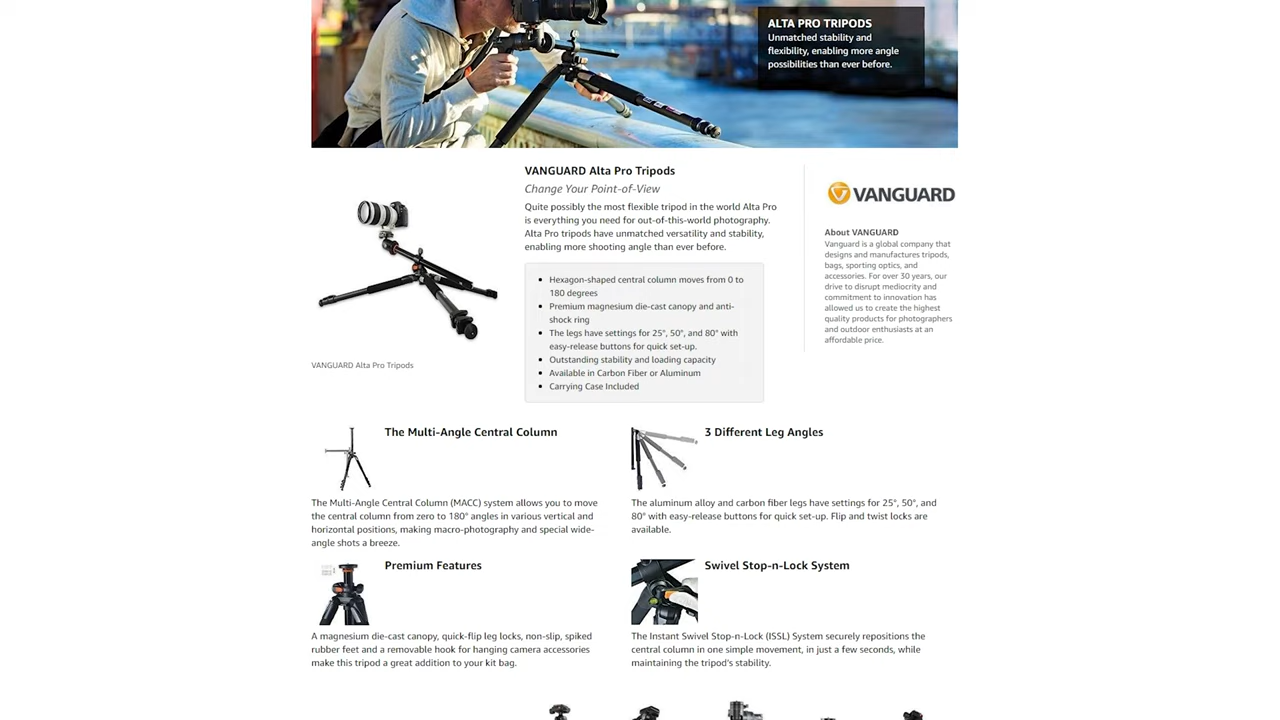 ALTA PRO TRIPODS
Unmatched stability and
flexibility, enabling more angle
possibilities than ever before.
VANGUARD Alta Pro Tripods
Change Your Point-of-View
Quite possibly the most flexible tripod in the world Alta Pro
is everything you need for out-of-this-world photography.
Alta Pro tripods have unmatched versatility and stability,
enabling more shooting angle than ever before.
• Hexagon-shaped central column moves from 0 to
180 degrees
• Premium magnesium die-cast canopy and anti-
shock ring
• The legs have settings for 25°, 50°, and 80° with
easy-release buttons for quick set-up.
• Outstanding stability and loading capacity
• Available in Carbon Fiber or Aluminum
• Carrying Case Included
VANGUARD Alta Pro Tripods
VANGUARD
About VANGUARD
Vanguard is a global company that
designs and manufactures tripods,
bags, sporting optics, and
accessories. For over 30 years, our
drive to disrupt mediocrity and
commitment to innovation has
allowed us to create the highest
quality products for photographers
and outdoor enthusiasts at an
affordable price.
The Multi-Angle Central Column
The Multi-Angle Central Column (MACC) system allows you to move
the central column from zero to 180° angles in various vertical and
horizontal positions, making macro-photography and special wide-
angle shots a breeze.
3 Different Leg Angles
The aluminum alloy and carbon fiber legs have settings for 25°, 50°, and
80° with easy-release buttons for quick set-up. Flip and twist locks are
available.
Premium Features
A magnesium die-cast canopy, quick-flip leg locks, non-slip, spiked
rubber feet and a removable hook for hanging camera accessories
make this tripod a great addition to your kit bag.
Swivel Stop-n-Lock System
The Instant Swivel Stop-n-Lock (ISSL) System securely repositions the
central column in one simple movement, in just a few seconds, while
maintaining the tripod's stability.